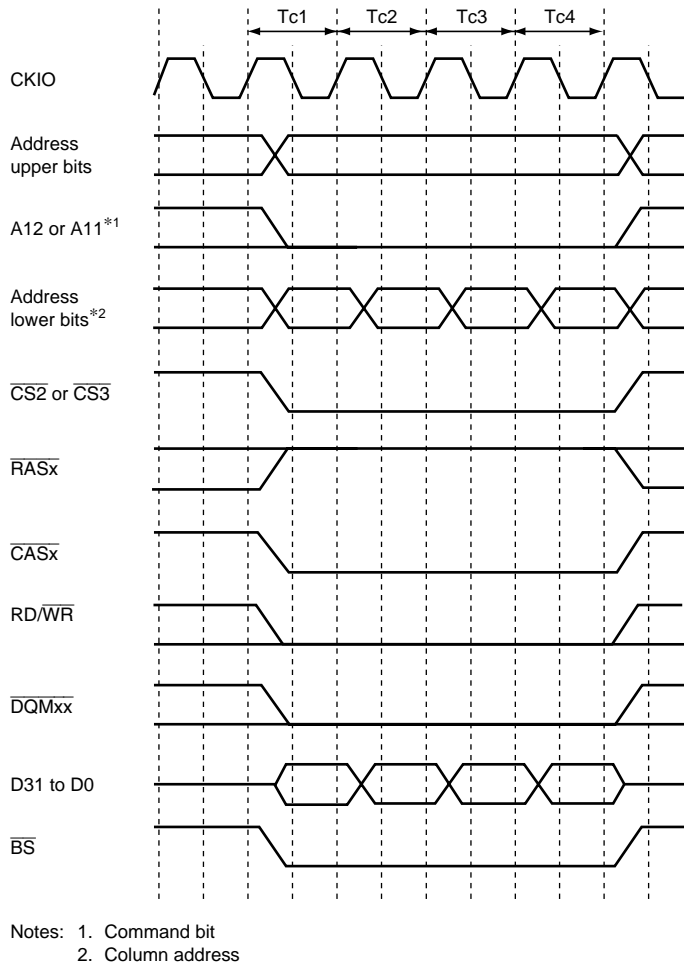 Tc1 Tc2 Tc3 Tc4
CKIO
Address
upper bits
A12 or A11*1
Address
lower bits*2
CS2 or CS3
RASx
CASx
RD/WR
DQMxx
D31 to D0
BS
Notes: 1. Command bit
2. Column address